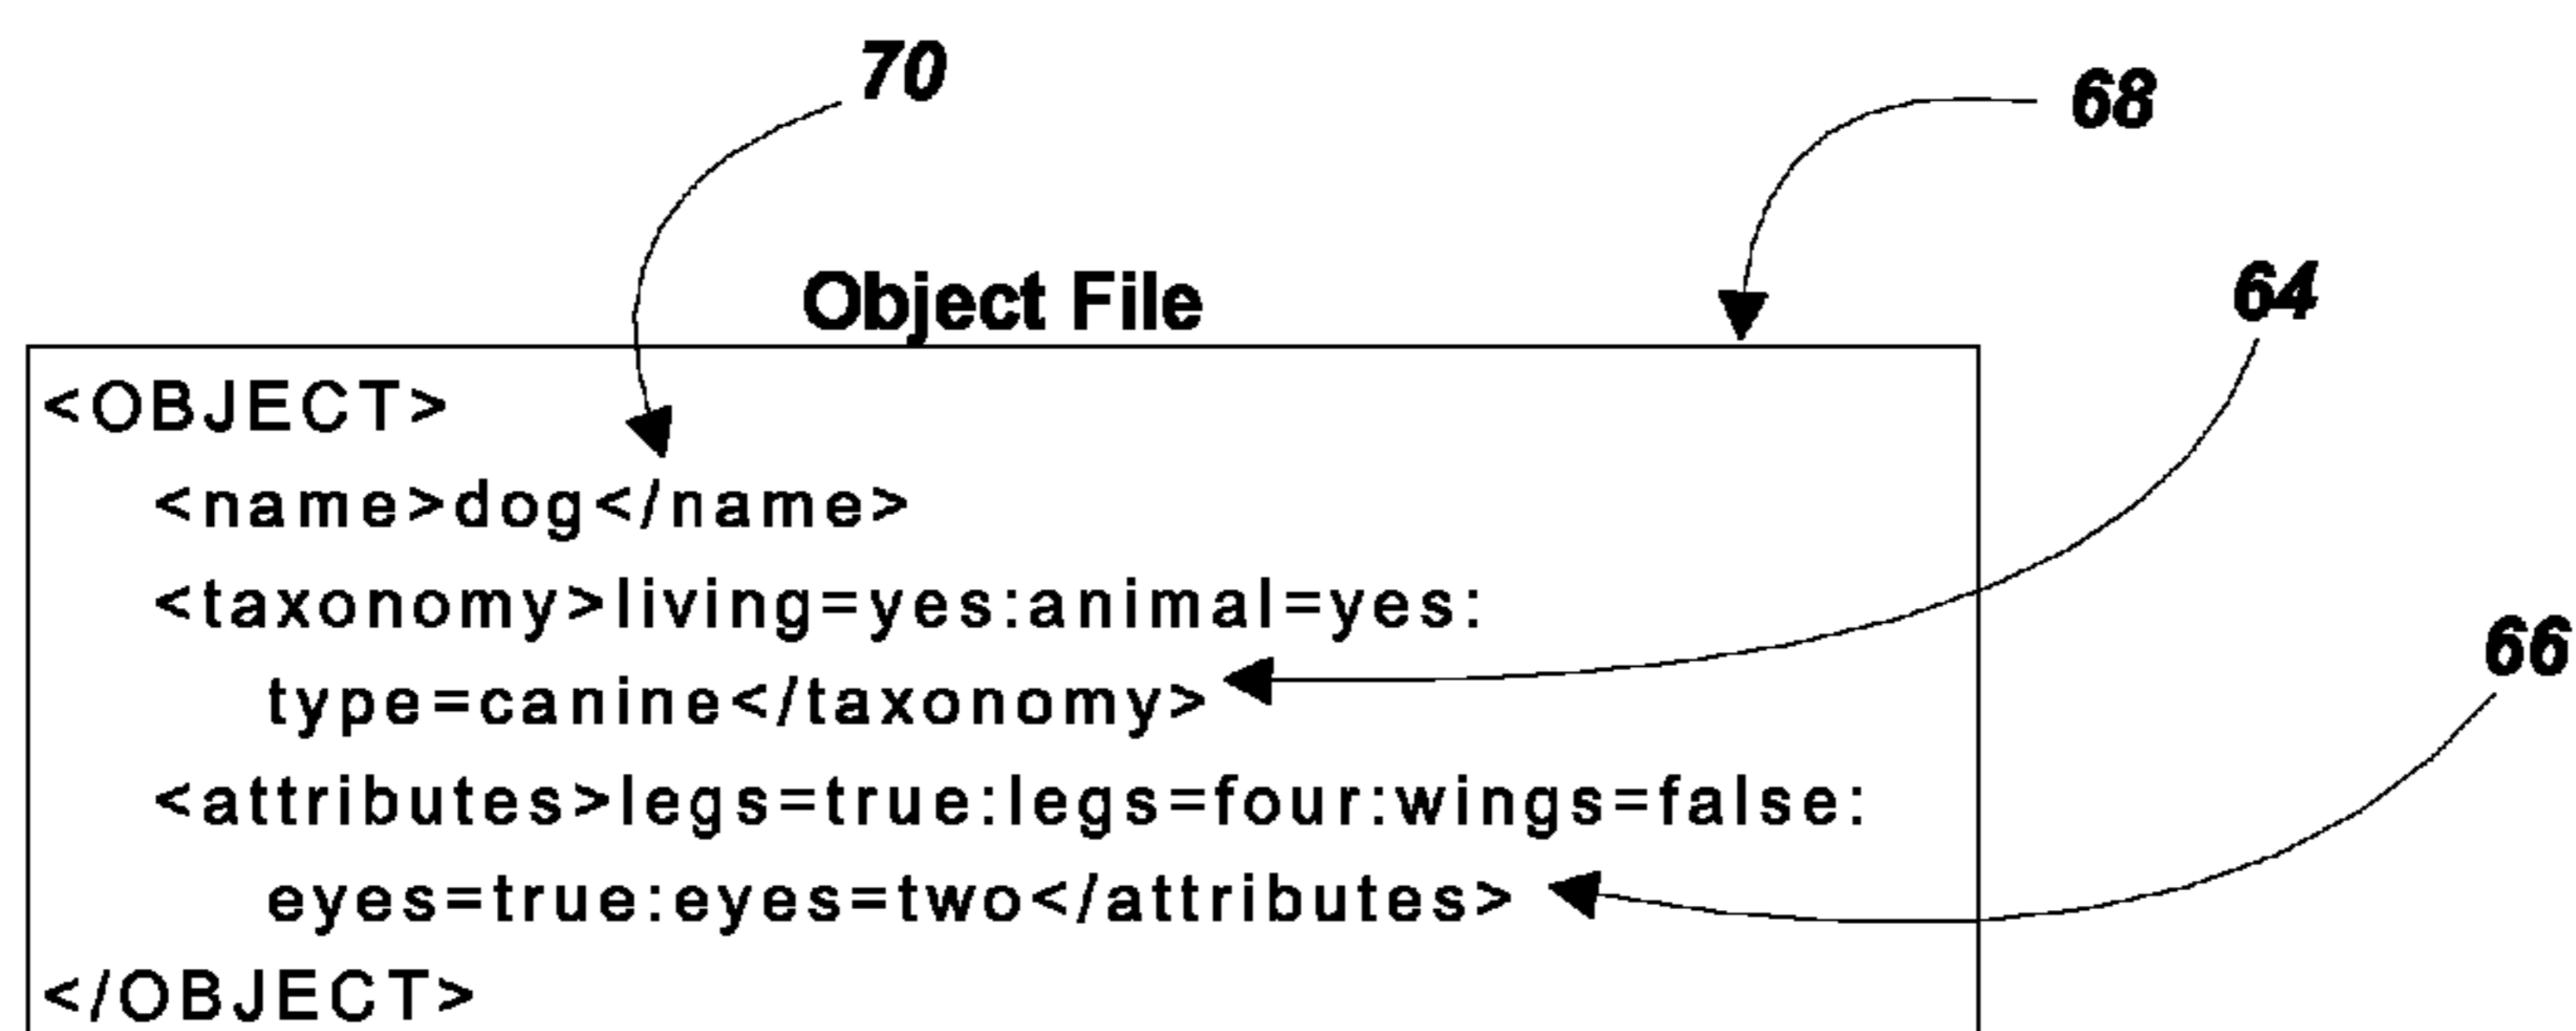 70
68
Object File
64
<OBJECT>
<name>dog</name>
<taxonomy>living=yes:animal=yes:
66
type=canine</taxonomy>
<attributes>legs=true:legs=four:wings=false:
eyes=true:eyes=two</attributes>
</OBJECT>